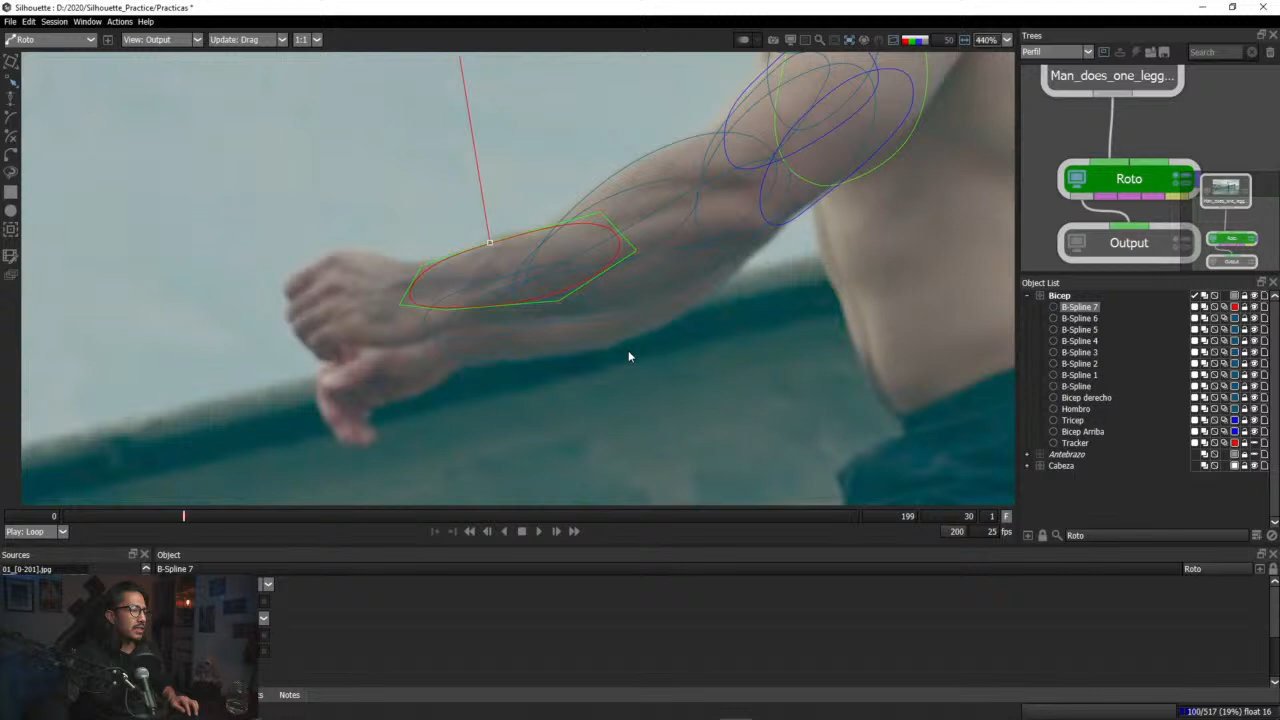 Silhouette : D:/2020/Silhouette_Practice/Practicas *
File Edit Session Window Actions Help
Roto View: Output Update: Drag 1:1 50 440%
Trees
Perfil Search
Man_does_one_legg...
Roto
Output
Object List
Bicep
B-Spline 7
B-Spline 6
B-Spline 5
B-Spline 4
B-Spline 3
B-Spline 2
B-Spline 1
B-Spline
Bicep derecho
Hombro
Tricep
Bicep Arriba
Tracker
Antebrazo
Cabeza
0 199 30 1 F
Play: Loop 200 25 fps
Roto
Sources Object
01_[0-201].jpg B-Spline 7 Roto
Notes
100/517 (19%) float 16